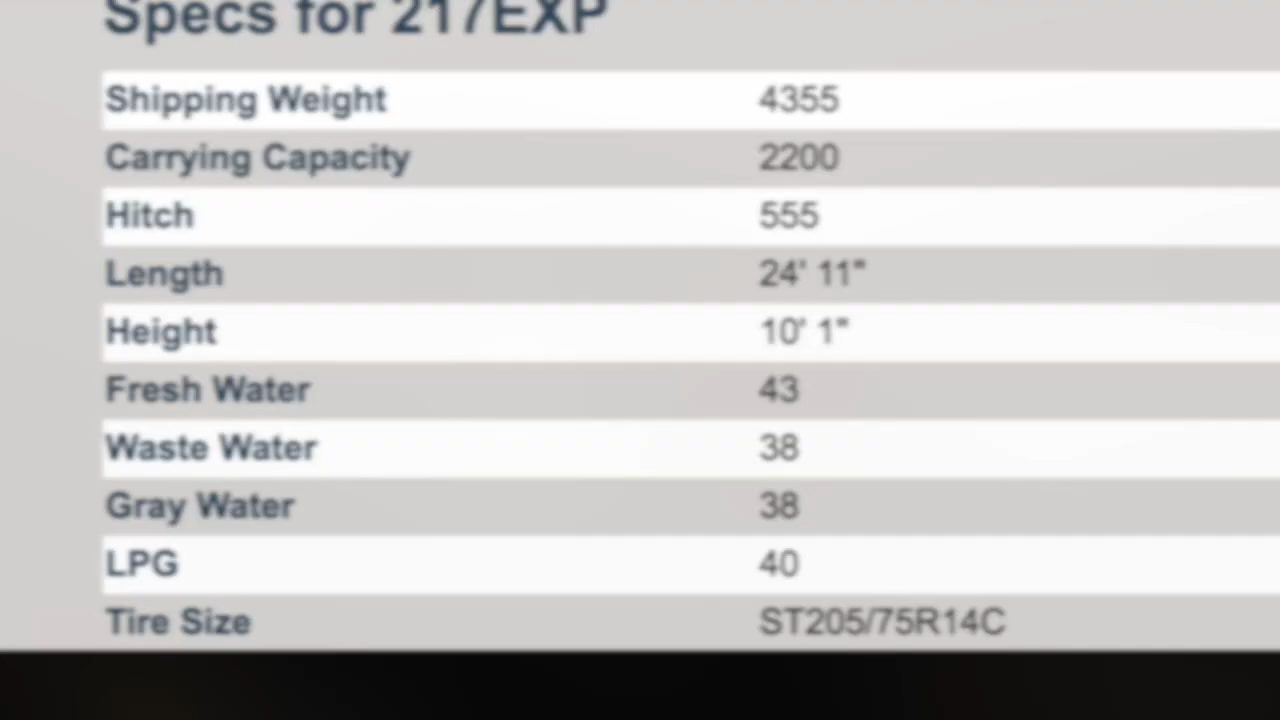 Specs for 217EXP
Shipping Weight 4355
Carrying Capacity 2200
Hitch 555
Length 24' 11"
Height 10' 1"
Fresh Water 43
Waste Water 38
Gray Water 38
LPG 40
Tire Size ST205/75R14C